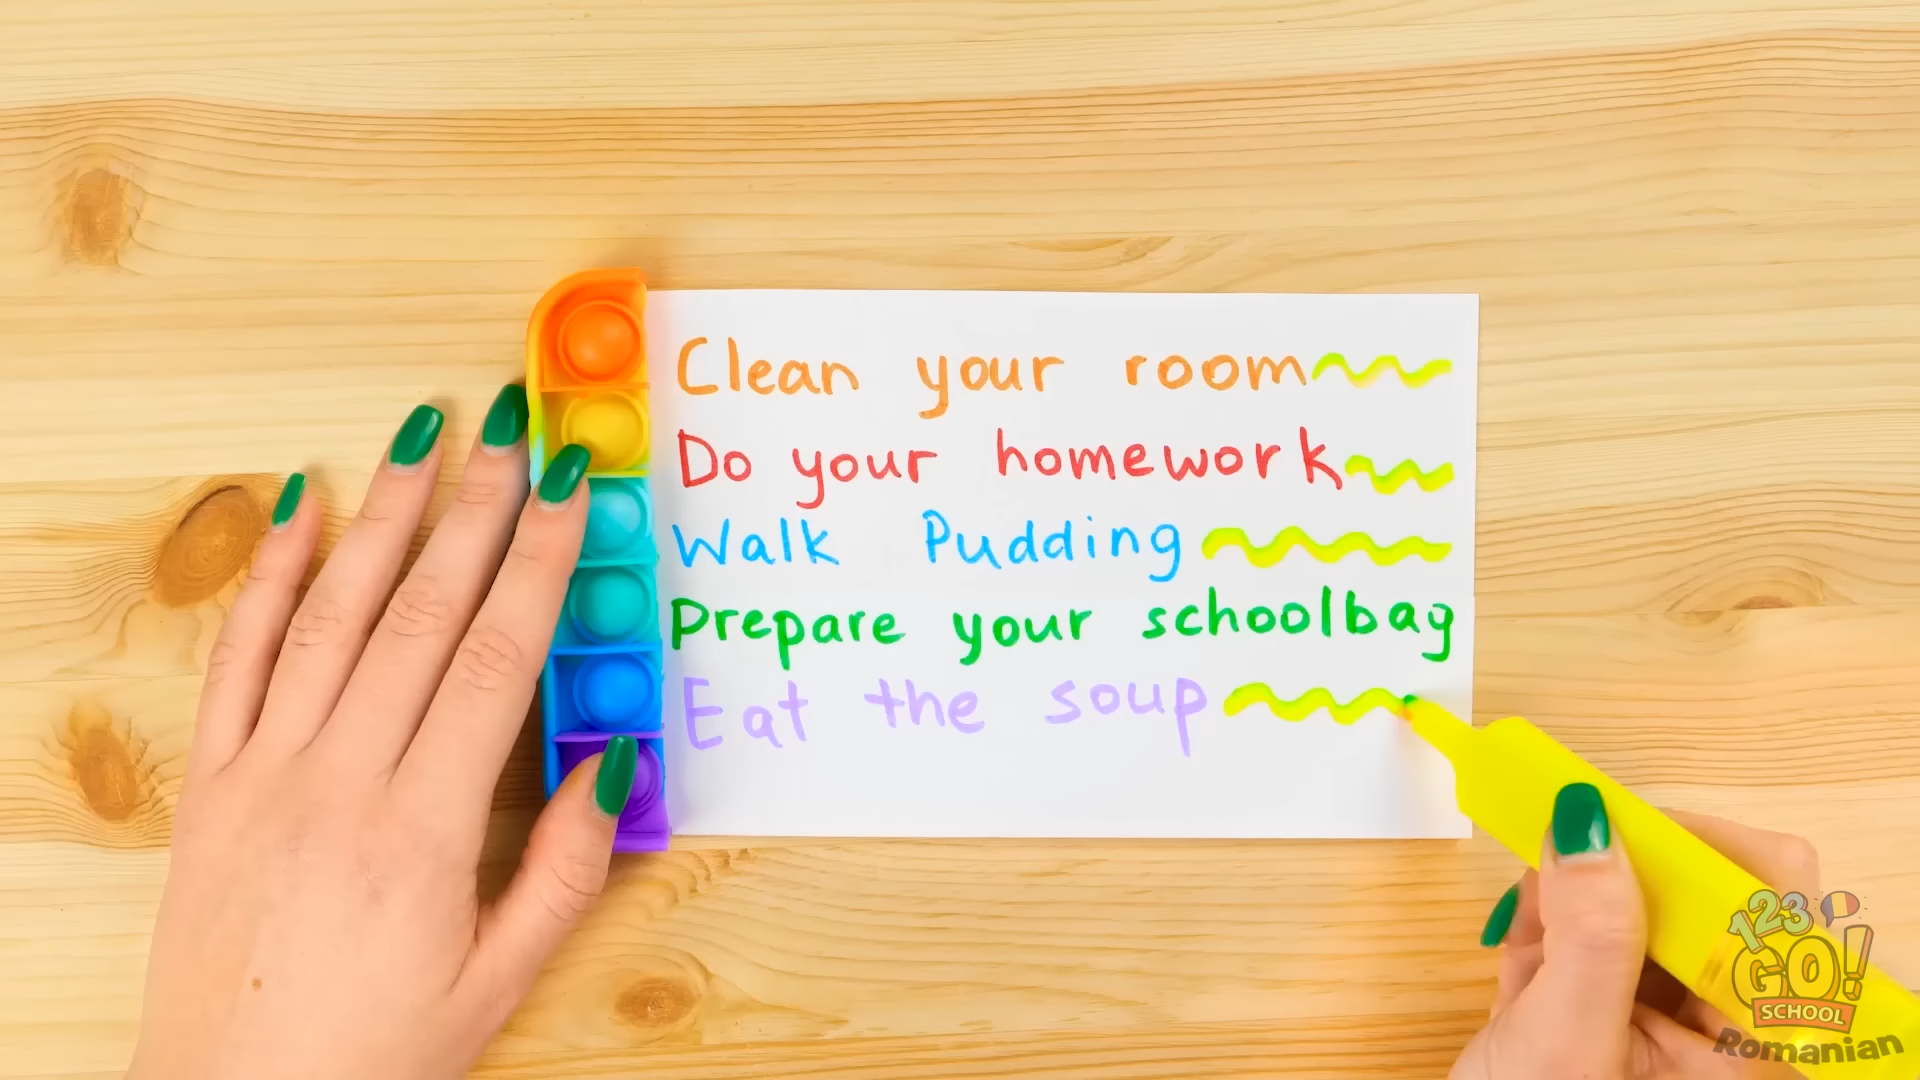 Clean your room
Do your homework
Walk Pudding
Prepare your schoolbag
Eat the soup
123
GO!
SCHOOL
Romanian